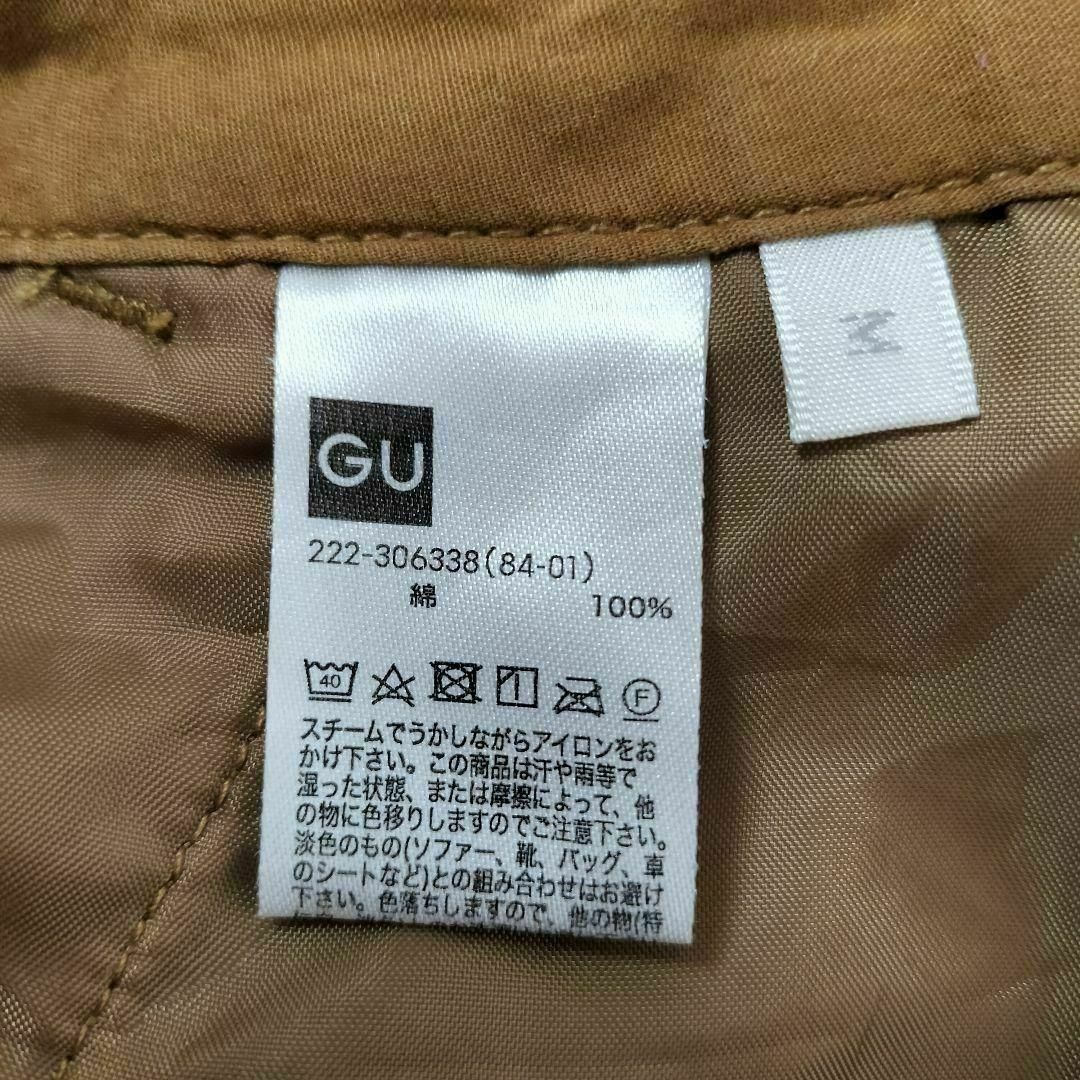 M
GU
222-306338(84-01)
綿 100%
40
F
スチームでうかしながらアイロンをお
かけ下さい。この商品は汗や雨等で
湿った状態、または摩擦によって、他
の物に色移りしますのでご注意下さい。
淡色のもの(ソファー、靴、バッグ、車
のシートなど)との組み合わせはお避け
下さい。色落ちしますので、他の物(特